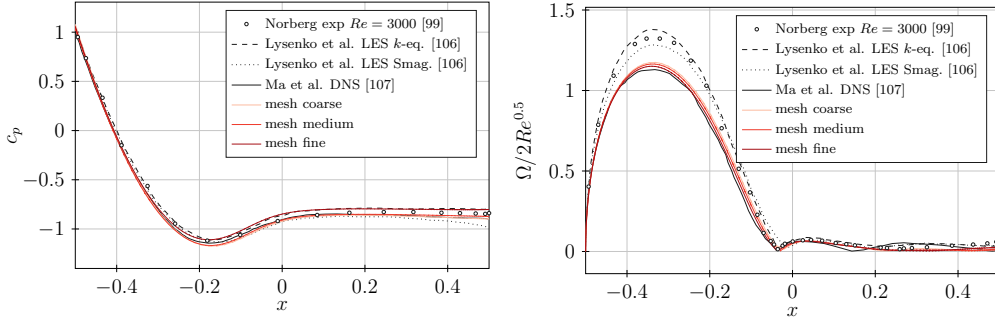 1
0.5
0
−0.5
−1
c_p
−0.4 −0.2 0 0.2 0.4
x
Norberg exp Re = 3000 [99]
Lysenko et al. LES k-eq. [106]
Lysenko et al. LES Smag. [106]
Ma et al. DNS [107]
mesh coarse
mesh medium
mesh fine
1.5
1
0.5
0
Ω/2Re^0.5
−0.4 −0.2 0 0.2 0.4
x
Norberg exp Re = 3000 [99]
Lysenko et al. LES k-eq. [106]
Lysenko et al. LES Smag. [106]
Ma et al. DNS [107]
mesh coarse
mesh medium
mesh fine